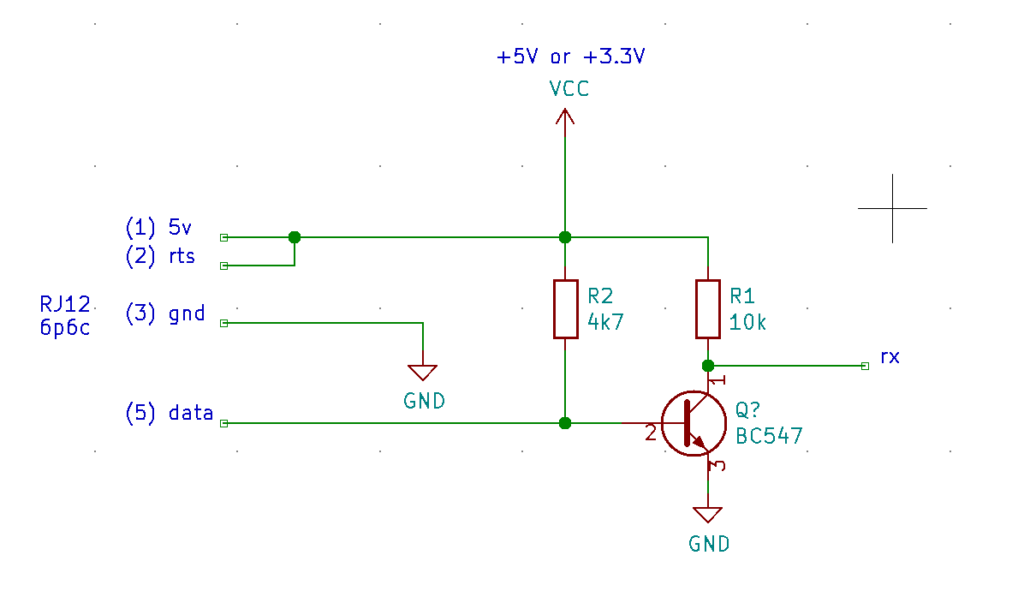 +5V or +3.3V
VCC
(1) 5v
(2) rts
RJ12
6p6c
(3) gnd
R2
4k7
R1
10k
rx
GND
(5) data
1
2
3
Q?
BC547
GND